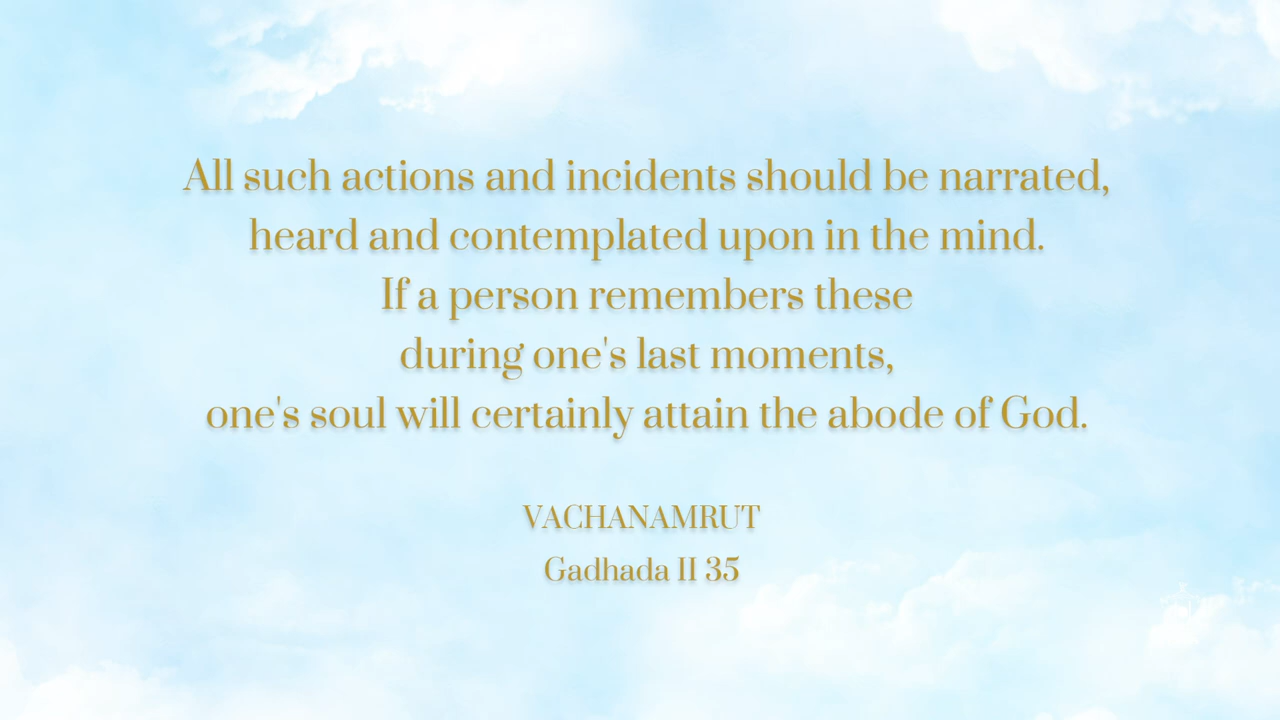 All such actions and incidents should be narrated,
heard and contemplated upon in the mind.
If a person remembers these
during one's last moments,
one's soul will certainly attain the abode of God.
VACHANAMRUT
Gadhada II 35